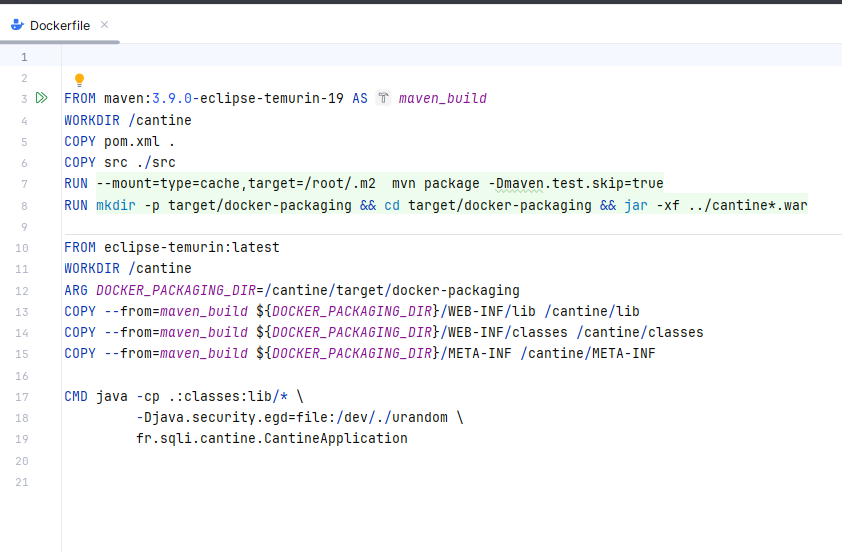 Dockerfile
1
2
3 FROM maven:3.9.0-eclipse-temurin-19 AS maven_build
4 WORKDIR /cantine
5 COPY pom.xml .
6 COPY src ./src
7 RUN --mount=type=cache,target=/root/.m2  mvn package -Dmaven.test.skip=true
8 RUN mkdir -p target/docker-packaging && cd target/docker-packaging && jar -xf ../cantine*.war
9
10 FROM eclipse-temurin:latest
11 WORKDIR /cantine
12 ARG DOCKER_PACKAGING_DIR=/cantine/target/docker-packaging
13 COPY --from=maven_build ${DOCKER_PACKAGING_DIR}/WEB-INF/lib /cantine/lib
14 COPY --from=maven_build ${DOCKER_PACKAGING_DIR}/WEB-INF/classes /cantine/classes
15 COPY --from=maven_build ${DOCKER_PACKAGING_DIR}/META-INF /cantine/META-INF
16
17 CMD java -cp .:classes:lib/* \
18          -Djava.security.egd=file:/dev/./urandom \
19          fr.sqli.cantine.CantineApplication
20
21